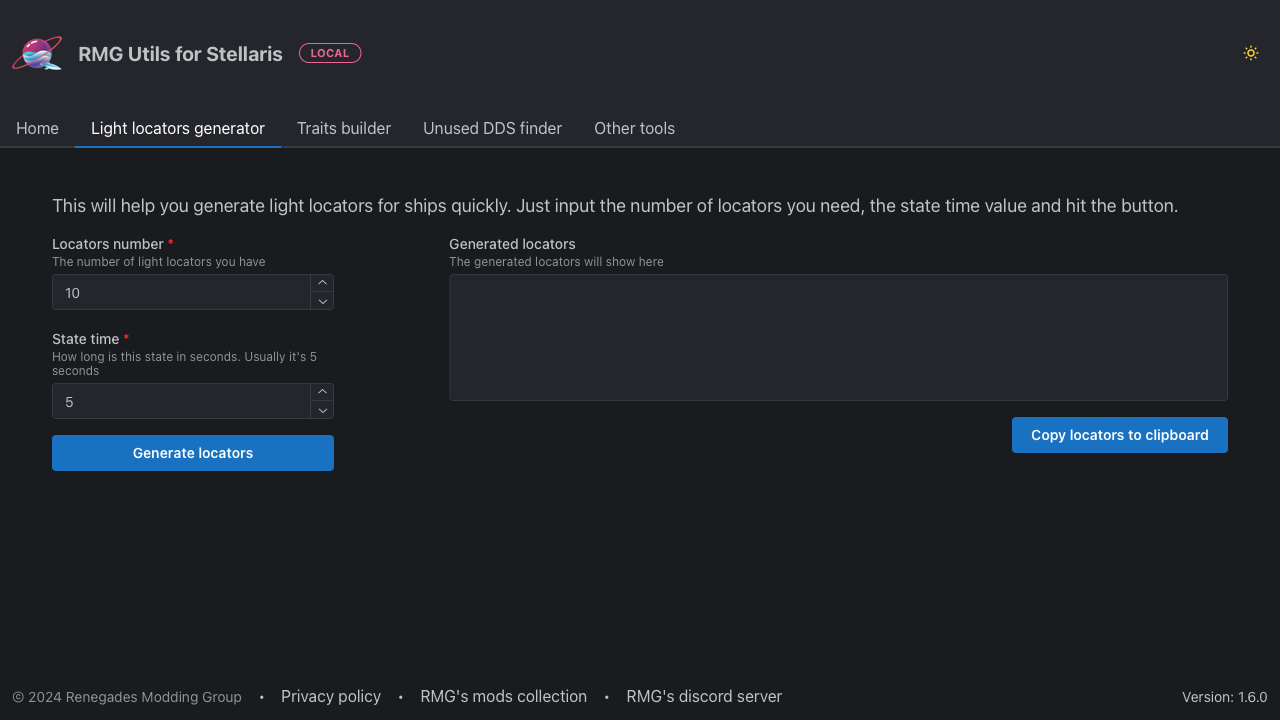 RMG Utils for Stellaris
LOCAL
Home
Light locators generator
Traits builder
Unused DDS finder
Other tools
This will help you generate light locators for ships quickly. Just input the number of locators you need, the state time value and hit the button.
Locators number *
The number of light locators you have
10
State time *
How long is this state in seconds. Usually it's 5
seconds
5
Generate locators
Generated locators
The generated locators will show here
Copy locators to clipboard
© 2024 Renegades Modding Group • Privacy policy • RMG's mods collection • RMG's discord server
Version: 1.6.0